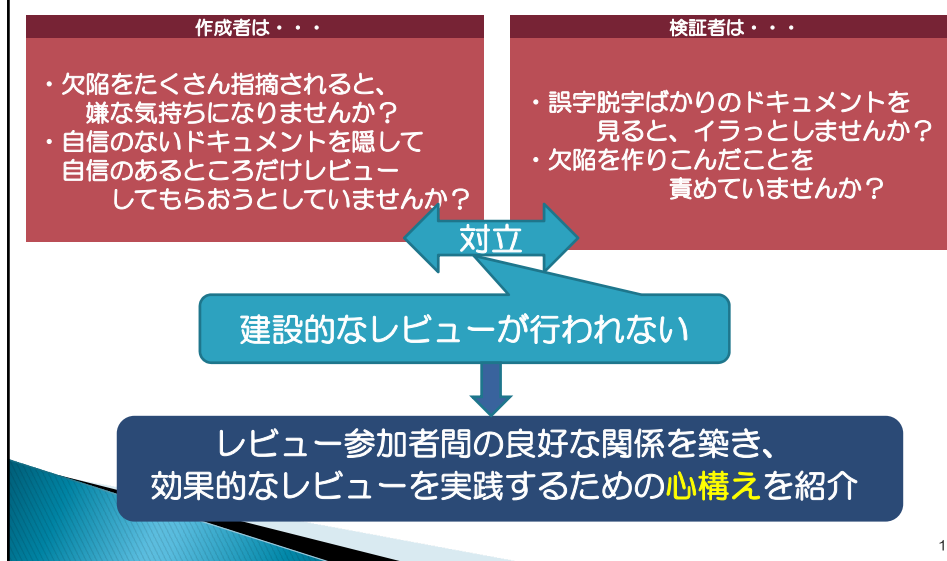 作成者は・・・
・欠陥をたくさん指摘されると、
嫌な気持ちになりませんか？
・自信のないドキュメントを隠して
自信のあるところだけレビュー
してもらおうとしていませんか？
検証者は・・・
・誤字脱字ばかりのドキュメントを
見ると、イラっとしませんか？
・欠陥を作りこんだことを
責めていませんか？
対立
建設的なレビューが行われない
レビュー参加者間の良好な関係を築き、
効果的なレビューを実践するための心構えを紹介
1